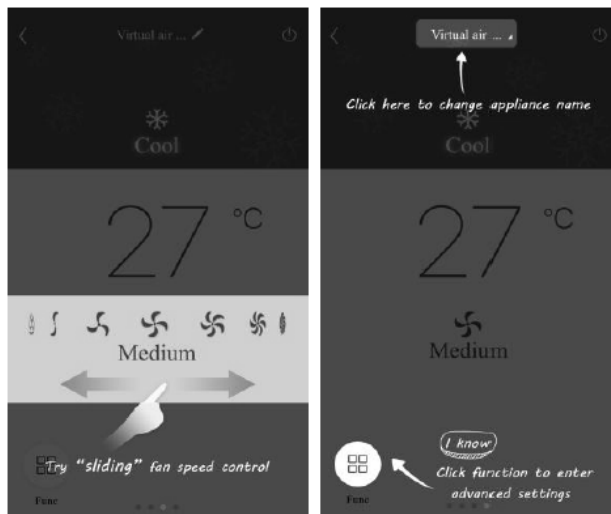 Virtual air ...
Cool
27 °C
Medium
Try "sliding" fan speed control
Func
Virtual air ...
Click here to change appliance name
Cool
27 °C
Medium
I know
Click function to enter
advanced settings
Func